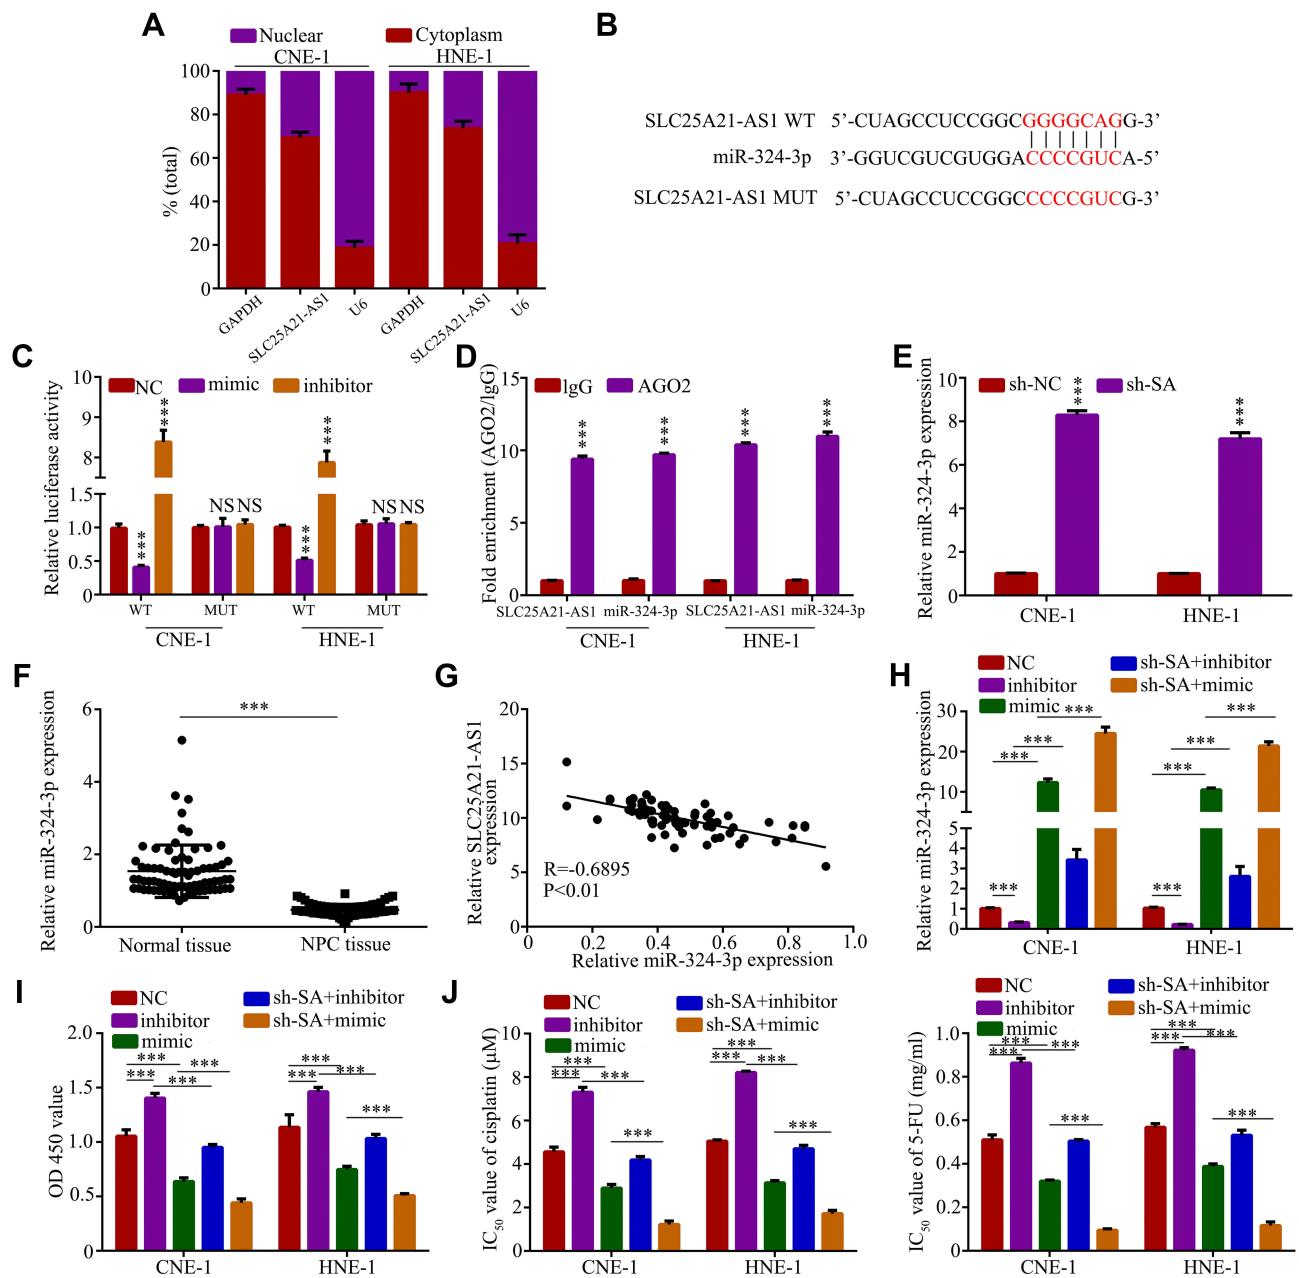 A
Nuclear
Cytoplasm
CNE-1
HNE-1
% (total)
100
80
60
40
20
0
GAPDH
SLC25A21-AS1
U6
GAPDH
SLC25A21-AS1
U6
B
SLC25A21-AS1 WT 5’-CUAGCCUCCGGCGGGGCAGG-3’
miR-324-3p 3’-GGUCGUCGUGGACCCCGUCA-5’
SLC25A21-AS1 MUT 5’-CUAGCCUCCGGCCCCCGUCG-3’
C
NC mimic inhibitor
Relative luciferase activity
10
9
8
1.5
1.0
0.5
0
***
***
NS NS
***
***
NS NS
WT MUT WT MUT
CNE-1 HNE-1
D
lgG AGO2
Fold enrichment (AGO2/lgG)
15
10
5
0
*** *** *** ***
SLC25A21-AS1 miR-324-3p SLC25A21-AS1 miR-324-3p
CNE-1 HNE-1
E
sh-NC sh-SA
Relative miR-324-3p expression
10
8
6
4
2
0
*** ***
CNE-1 HNE-1
F
Relative miR-324-3p expression
6
4
2
0
***
Normal tissue NPC tissue
G
Relative SLC25A21-AS1
expression
20
15
10
5
0
R=-0.6895
P<0.01
0 0.2 0.4 0.6 0.8 1.0
Relative miR-324-3p expression
H
NC
inhibitor
mimic
sh-SA+inhibitor
sh-SA+mimic
Relative miR-324-3p expression
30
20
10
5
4
3
2
1
0
*** *** *** ***
*** *** *** ***
CNE-1 HNE-1
I
NC
inhibitor
mimic
sh-SA+inhibitor
sh-SA+mimic
OD 450 value
2.0
1.5
1.0
0.5
0
*** *** *** ***
*** *** *** ***
CNE-1 HNE-1
J
NC
inhibitor
mimic
sh-SA+inhibitor
sh-SA+mimic
IC50 value of cisplatin (μM)
10
8
6
4
2
0
*** *** *** ***
*** *** *** ***
CNE-1 HNE-1
NC
inhibitor
mimic
sh-SA+inhibitor
sh-SA+mimic
IC50 value of 5-FU (mg/ml)
1.0
0.8
0.6
0.4
0.2
0
*** *** *** ***
*** *** *** ***
CNE-1 HNE-1